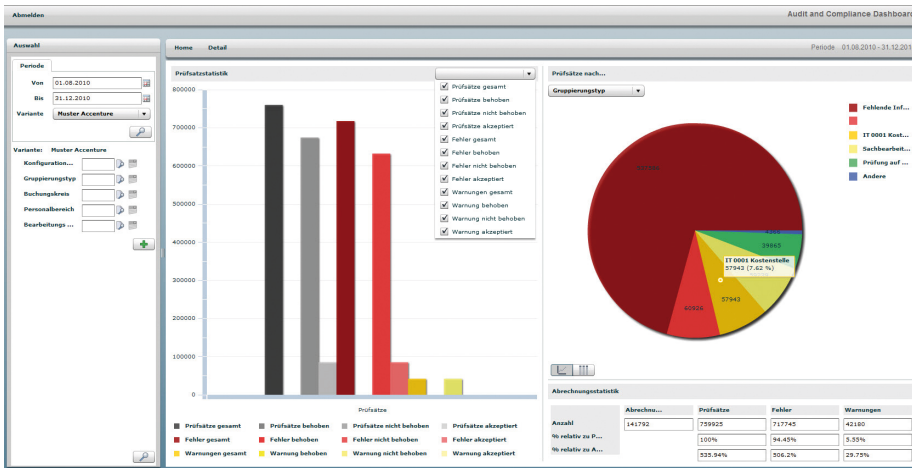 Abmelden
Audit and Compliance Dashboar
Auswahl
Periode
Von 01.08.2010
Bis 31.12.2010
Variante Muster Accenture
Variante: Muster Accenture
Konfiguration...
Gruppierungstyp
Buchungskreis
Personalbereich
Bearbeitungs ...
Home Detail
Periode 01.08.2010 - 31.12.201
Prüfsatzstatistik
Prüfsätze gesamt
Prüfsätze behoben
Prüfsätze nicht behoben
Prüfsätze akzeptiert
Fehler gesamt
Fehler behoben
Fehler nicht behoben
Fehler akzeptiert
Warnungen gesamt
Warnung behoben
Warnung nicht behoben
Warnung akzeptiert
800000
700000
600000
500000
400000
300000
200000
100000
0
Prüfsätze
Prüfsätze gesamt Prüfsätze behoben Prüfsätze nicht behoben Prüfsätze akzeptiert
Fehler gesamt Fehler behoben Fehler nicht behoben Fehler akzeptiert
Warnungen gesamt Warnung behoben Warnung nicht behoben Warnung akzeptiert
Prüfsätze nach...
Gruppierungstyp
Fehlende Inf...
IT 0001 Kost...
Sachbearbeit...
Prüfung auf ...
Andere
39865
IT 0001 Kostenstelle
57943 (7.62 %)
57943
Abrechnungsstatistik
Abrechnu... Prüfsätze Fehler Warnungen
Anzahl 141792 759925 717745 42180
% relativ zu P... 100% 94.45% 5.55%
% relativ zu A... 535.94% 506.2% 29.75%